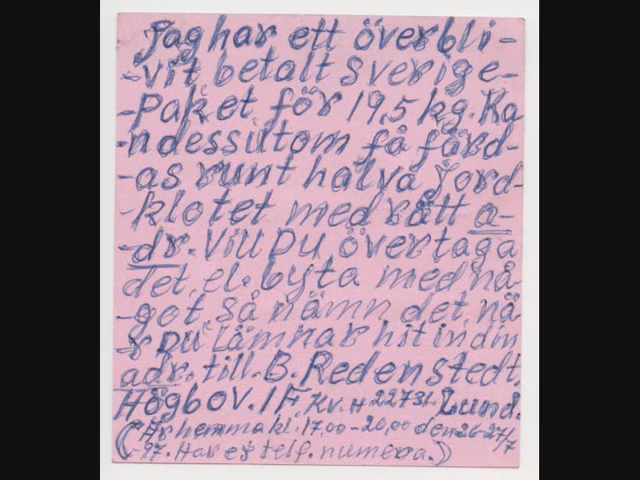 Jag har ett överbli-
-vit, betalt Sverige-
-paket för 19,5 kg. Ka
-ndessutom få färd-
-as runt halva jord-
-klotet med rätt a-
-dr. Vill DU övertaga
det, el. byta med nå-
-got, så nämn det, nä-
-r DU lämnar hit in din
adr. till. B. Redenstedt.
Högbov. 1 F, Kv. H 22731. Lund.
(Är hemma kl. 17,00-20,00 den 26-27/7
-97. Har ej telf. numera.)